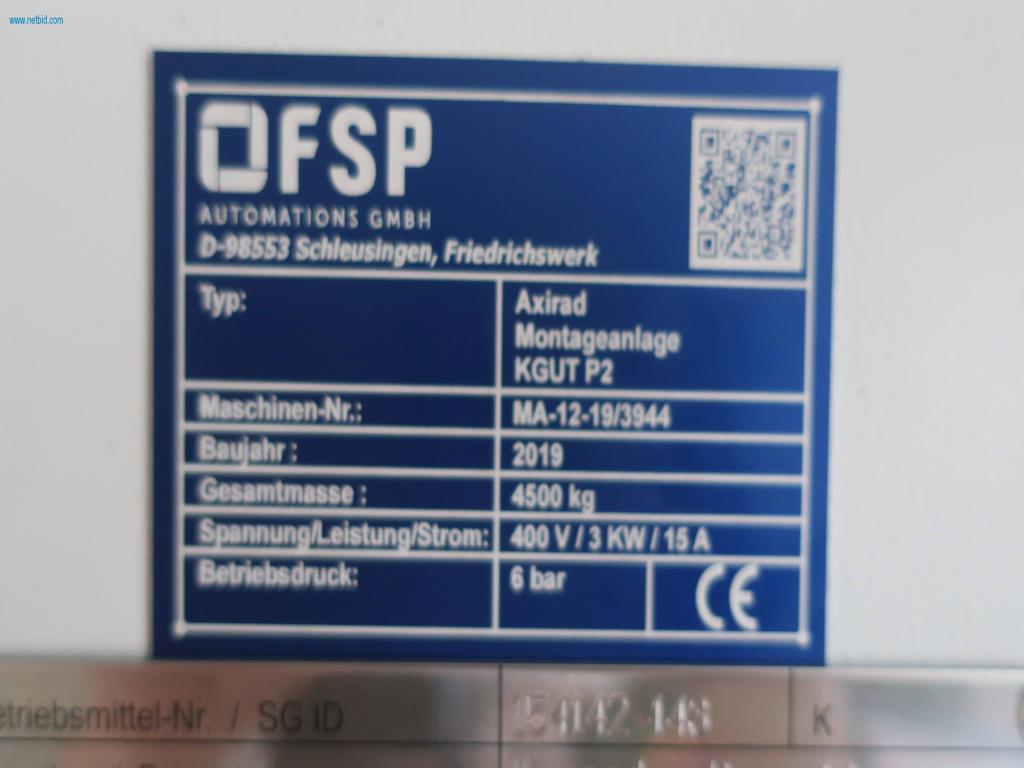 www.netbid.com
FSP
AUTOMATIONS GMBH
D-98553 Schleusingen, Friedrichswerk
Typ: Axirad
Montageanlage
KGUT P2
Maschinen-Nr.: MA-12-19/3944
Baujahr : 2019
Gesamtmasse : 4500 kg
Spannung/Leistung/Strom: 400 V / 3 KW / 15 A
Betriebsdruck: 6 bar CE
etriebsmittel-Nr. / SG ID 154142-148 K